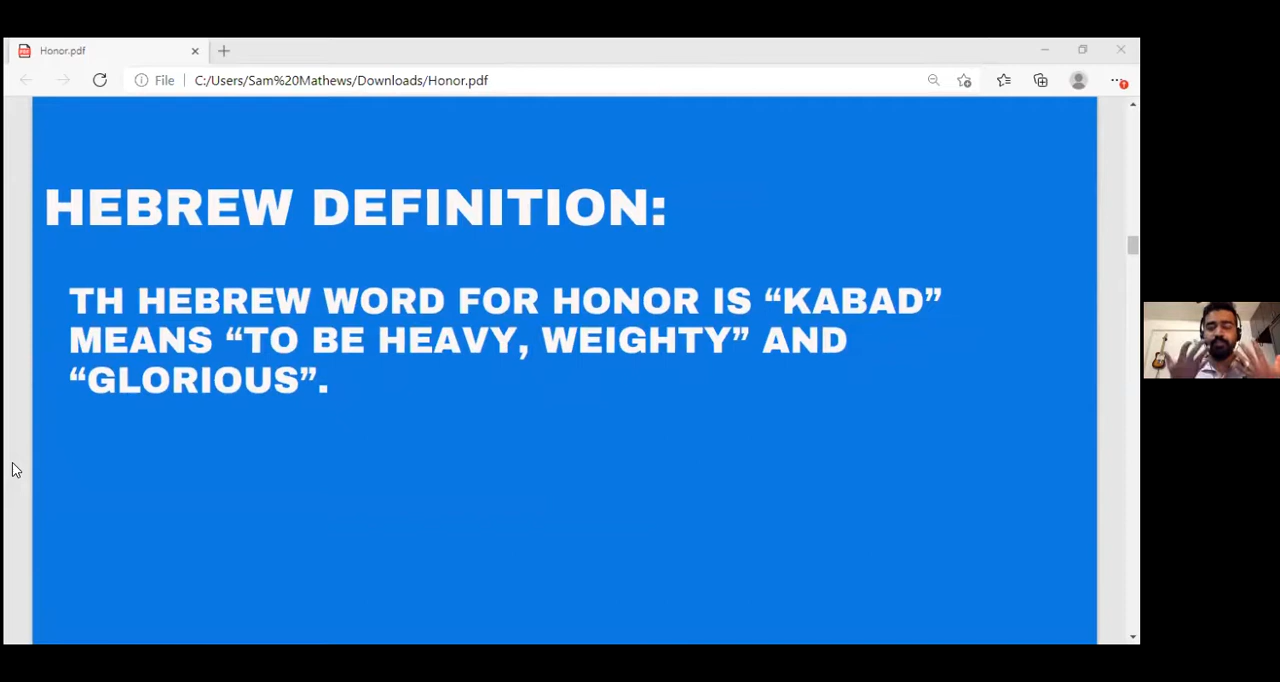 Honor.pdf
File
C:/Users/Sam%20Mathews/Downloads/Honor.pdf
HEBREW DEFINITION:
TH HEBREW WORD FOR HONOR IS “KABAD”
MEANS “TO BE HEAVY, WEIGHTY” AND
“GLORIOUS”.